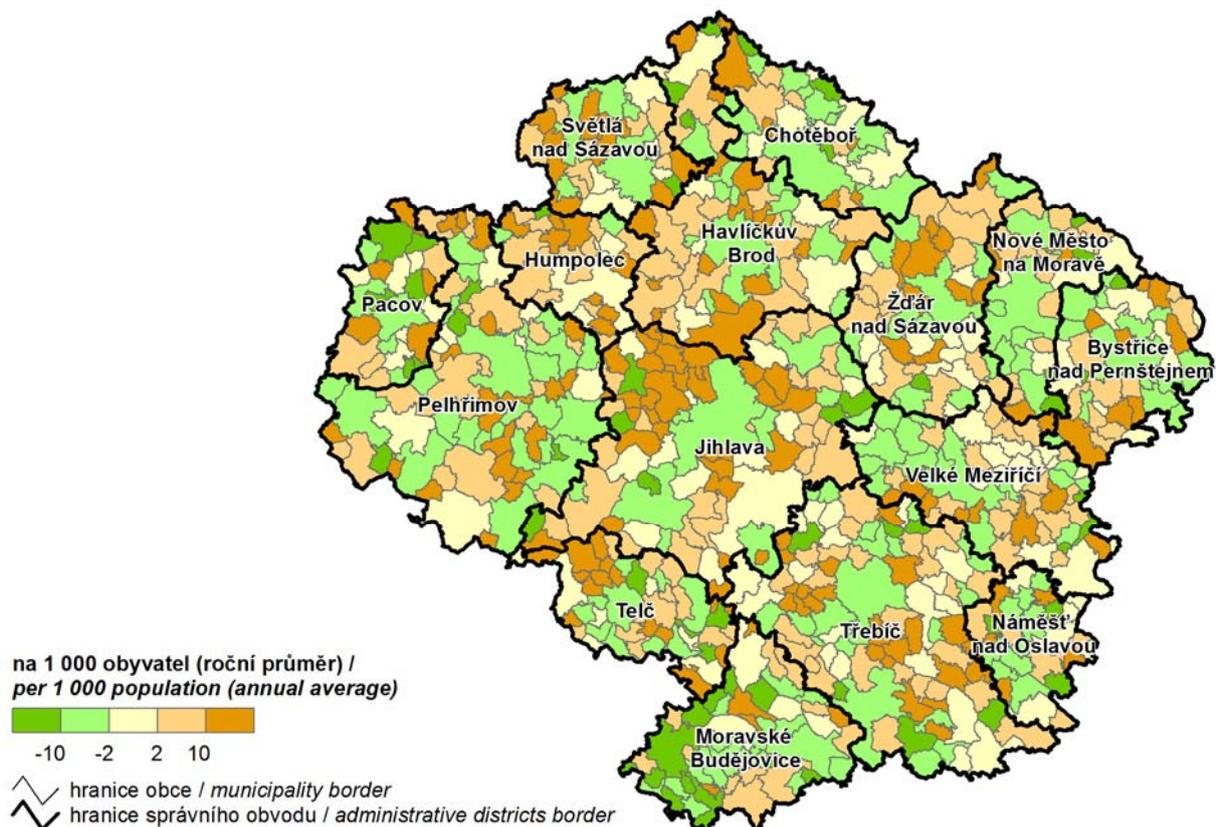 Světlá
nad Sázavou
Chotěboř
Havlíčkův
Brod
Humpolec
Nové Město
na Moravě
Pacov
Žďár
nad Sázavou
Bystřice
nad Pernštejnem
Pelhřimov
Jihlava
Velké Meziříčí
Telč
Třebíč
Náměšť
nad Oslavou
Moravské
Budějovice
na 1 000 obyvatel (roční průměr) /
per 1 000 population (annual average)
-10 -2 2 10
hranice obce / municipality border
hranice správního obvodu / administrative districts border